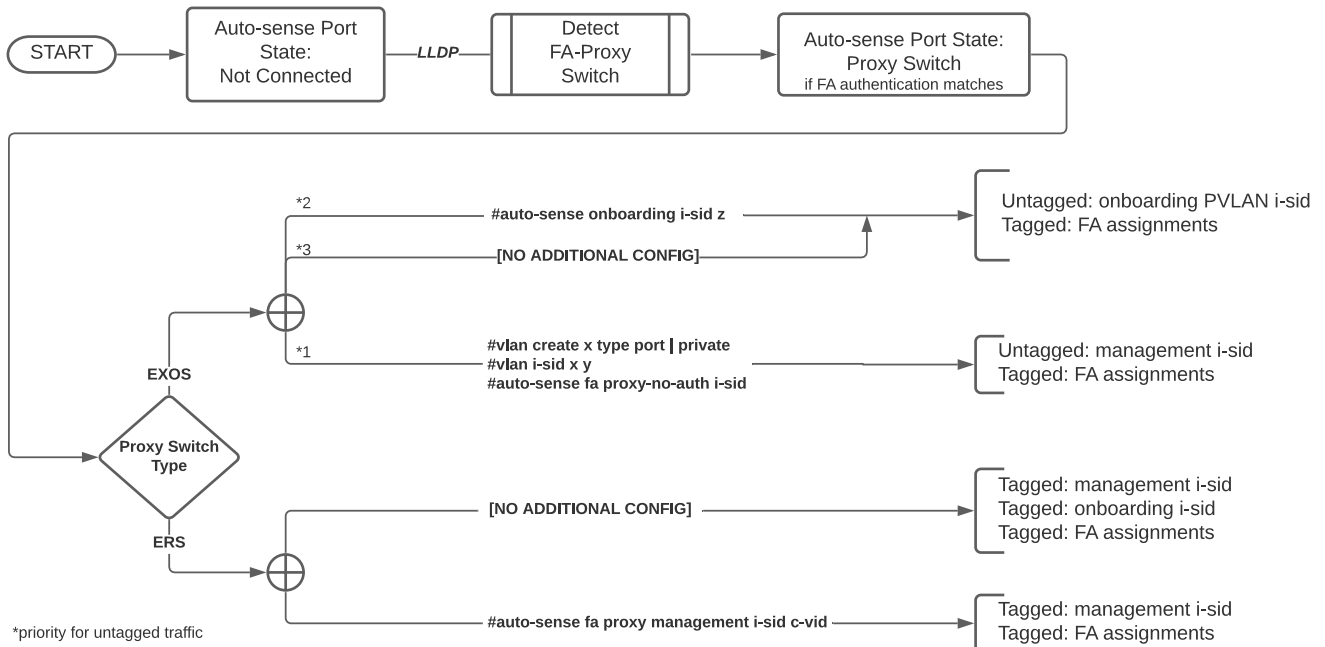 START
Auto-sense Port
State:
Not Connected
LLDP
Detect
FA-Proxy
Switch
Auto-sense Port State:
Proxy Switch
if FA authentication matches
*2
#auto-sense onboarding i-sid z
Untagged: onboarding PVLAN i-sid
Tagged: FA assignments
*3
[NO ADDITIONAL CONFIG]
*1
#vlan create x type port | private
#vlan i-sid x y
#auto-sense fa proxy-no-auth i-sid
Untagged: management i-sid
Tagged: FA assignments
EXOS
Proxy Switch
Type
ERS
[NO ADDITIONAL CONFIG]
Tagged: management i-sid
Tagged: onboarding i-sid
Tagged: FA assignments
#auto-sense fa proxy management i-sid c-vid
Tagged: management i-sid
Tagged: FA assignments
*priority for untagged traffic